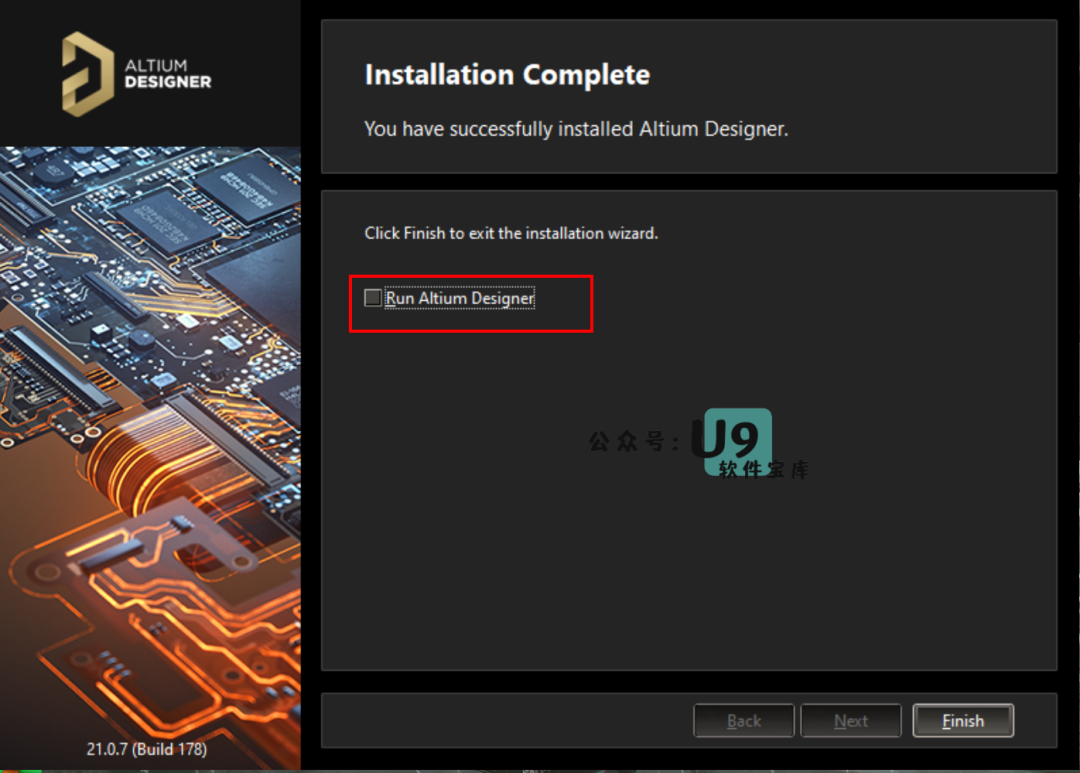 ALTIUM
DESIGNER
Installation Complete
You have successfully installed Altium Designer.
Click Finish to exit the installation wizard.
Run Altium Designer
公众号：U9
软件宝库
Back
Next
Finish
21.0.7 (Build 178)